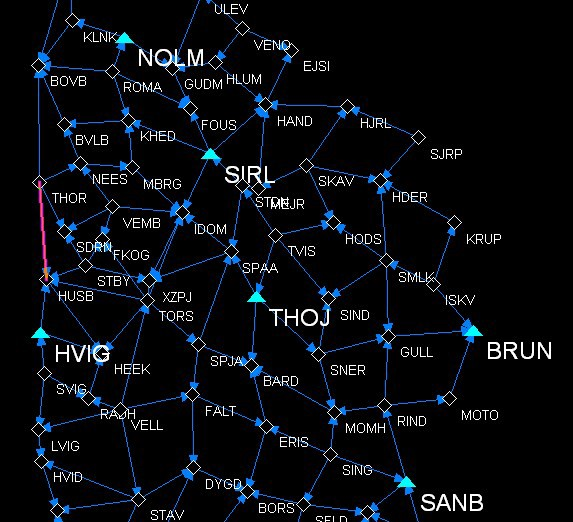 ULEV
KLNK
VENO
NOLM
EJSI
BOVB
ROMA
GUDM
HLUM
FOUS
HAND
HJRL
BVLB
KHED
SJRP
NEES
MBRG
SIRL
SKAV
THOR
MEJR
HDER
VEMB
IDOM
HODS
KRUP
SDRN
FKOG
TVIS
SPAA
STBY
SMLK
HUSB
XZPJ
ISKV
TORS
THOJ
SIND
HVIG
HEEK
SPJA
SNER
GULL
BRUN
SVIG
BARD
RAJH
VELL
FALT
MOMH
RIND
MOTO
LVIG
ERIS
HVID
SING
DYGD
SANB
STAV
BORS
SELD